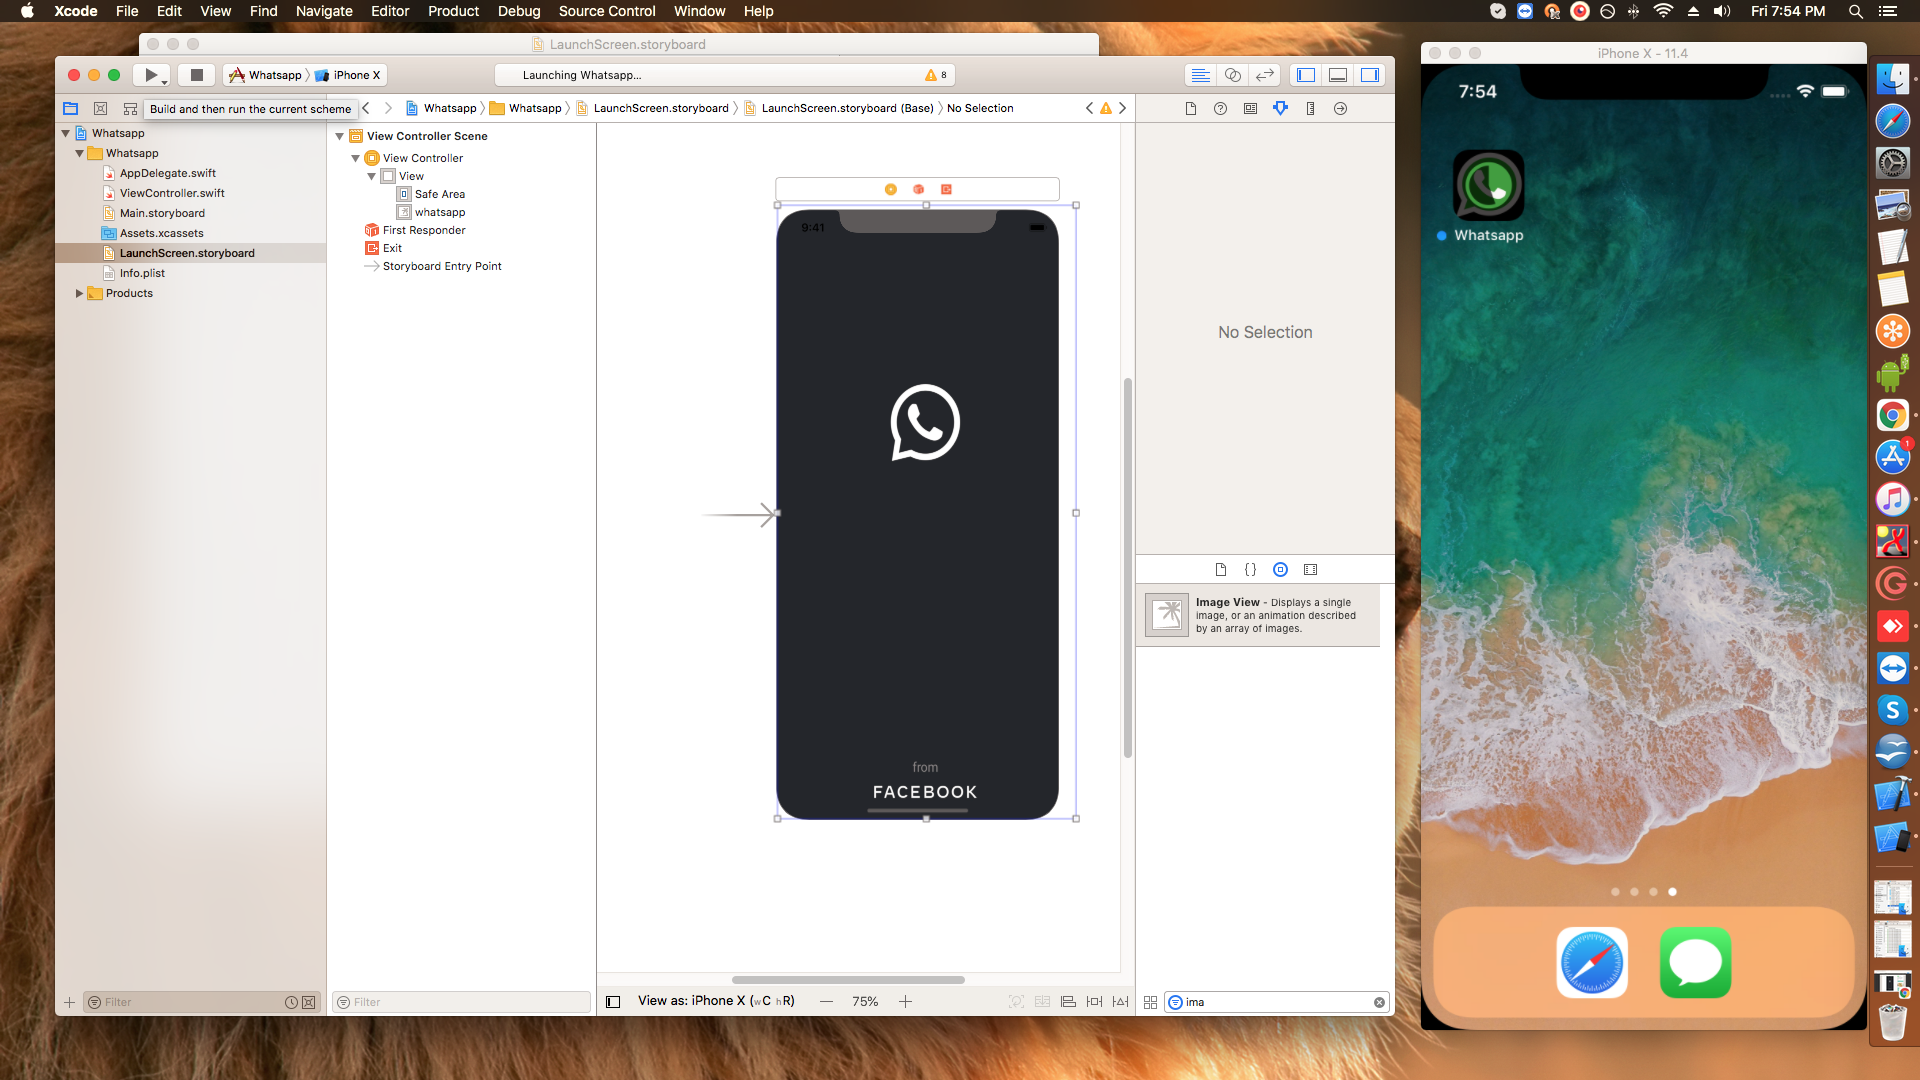 Xcode File Edit View Find Navigate Editor Product Debug Source Control Window Help
Fri 7:54 PM
LaunchScreen.storyboard
Whatsapp iPhone X
Launching Whatsapp...
8
Build and then run the current scheme
Whatsapp Whatsapp LaunchScreen.storyboard LaunchScreen.storyboard (Base) No Selection
Whatsapp
Whatsapp
AppDelegate.swift
ViewController.swift
Main.storyboard
Assets.xcassets
LaunchScreen.storyboard
Info.plist
Products
Filter
View Controller Scene
View Controller
View
Safe Area
whatsapp
First Responder
Exit
Storyboard Entry Point
Filter
9:41
from
FACEBOOK
View as: iPhone X (wC hR)
75%
No Selection
{}
Image View - Displays a single
image, or an animation described
by an array of images.
ima
iPhone X - 11.4
7:54
Whatsapp
1